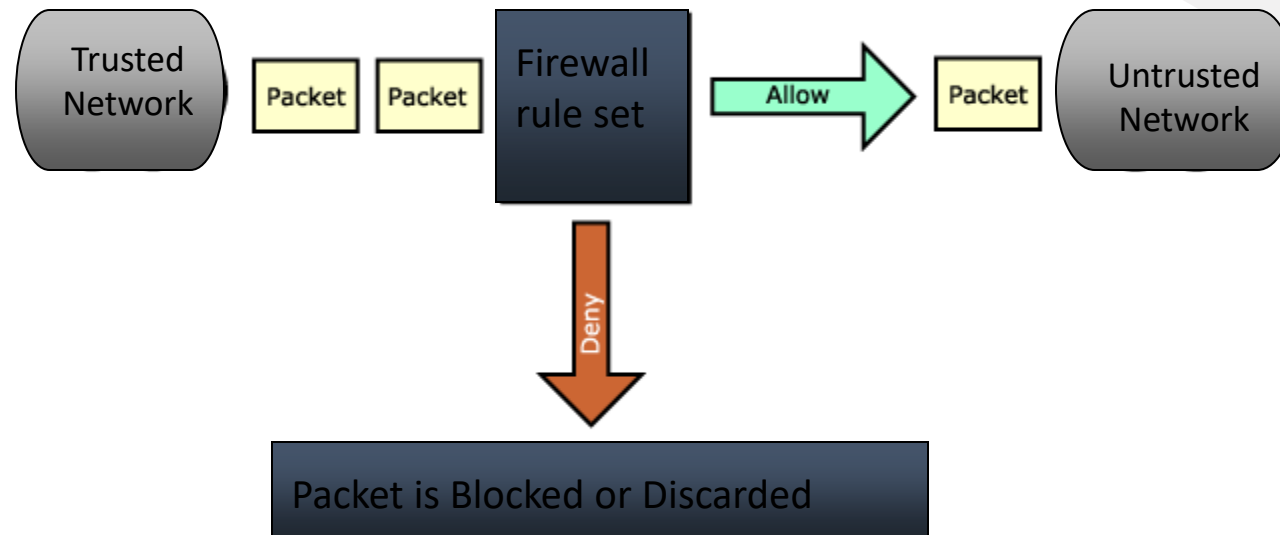 Trusted
Network
Packet
Packet
Firewall
rule set
Allow
Packet
Untrusted
Network
Deny
Packet is Blocked or Discarded